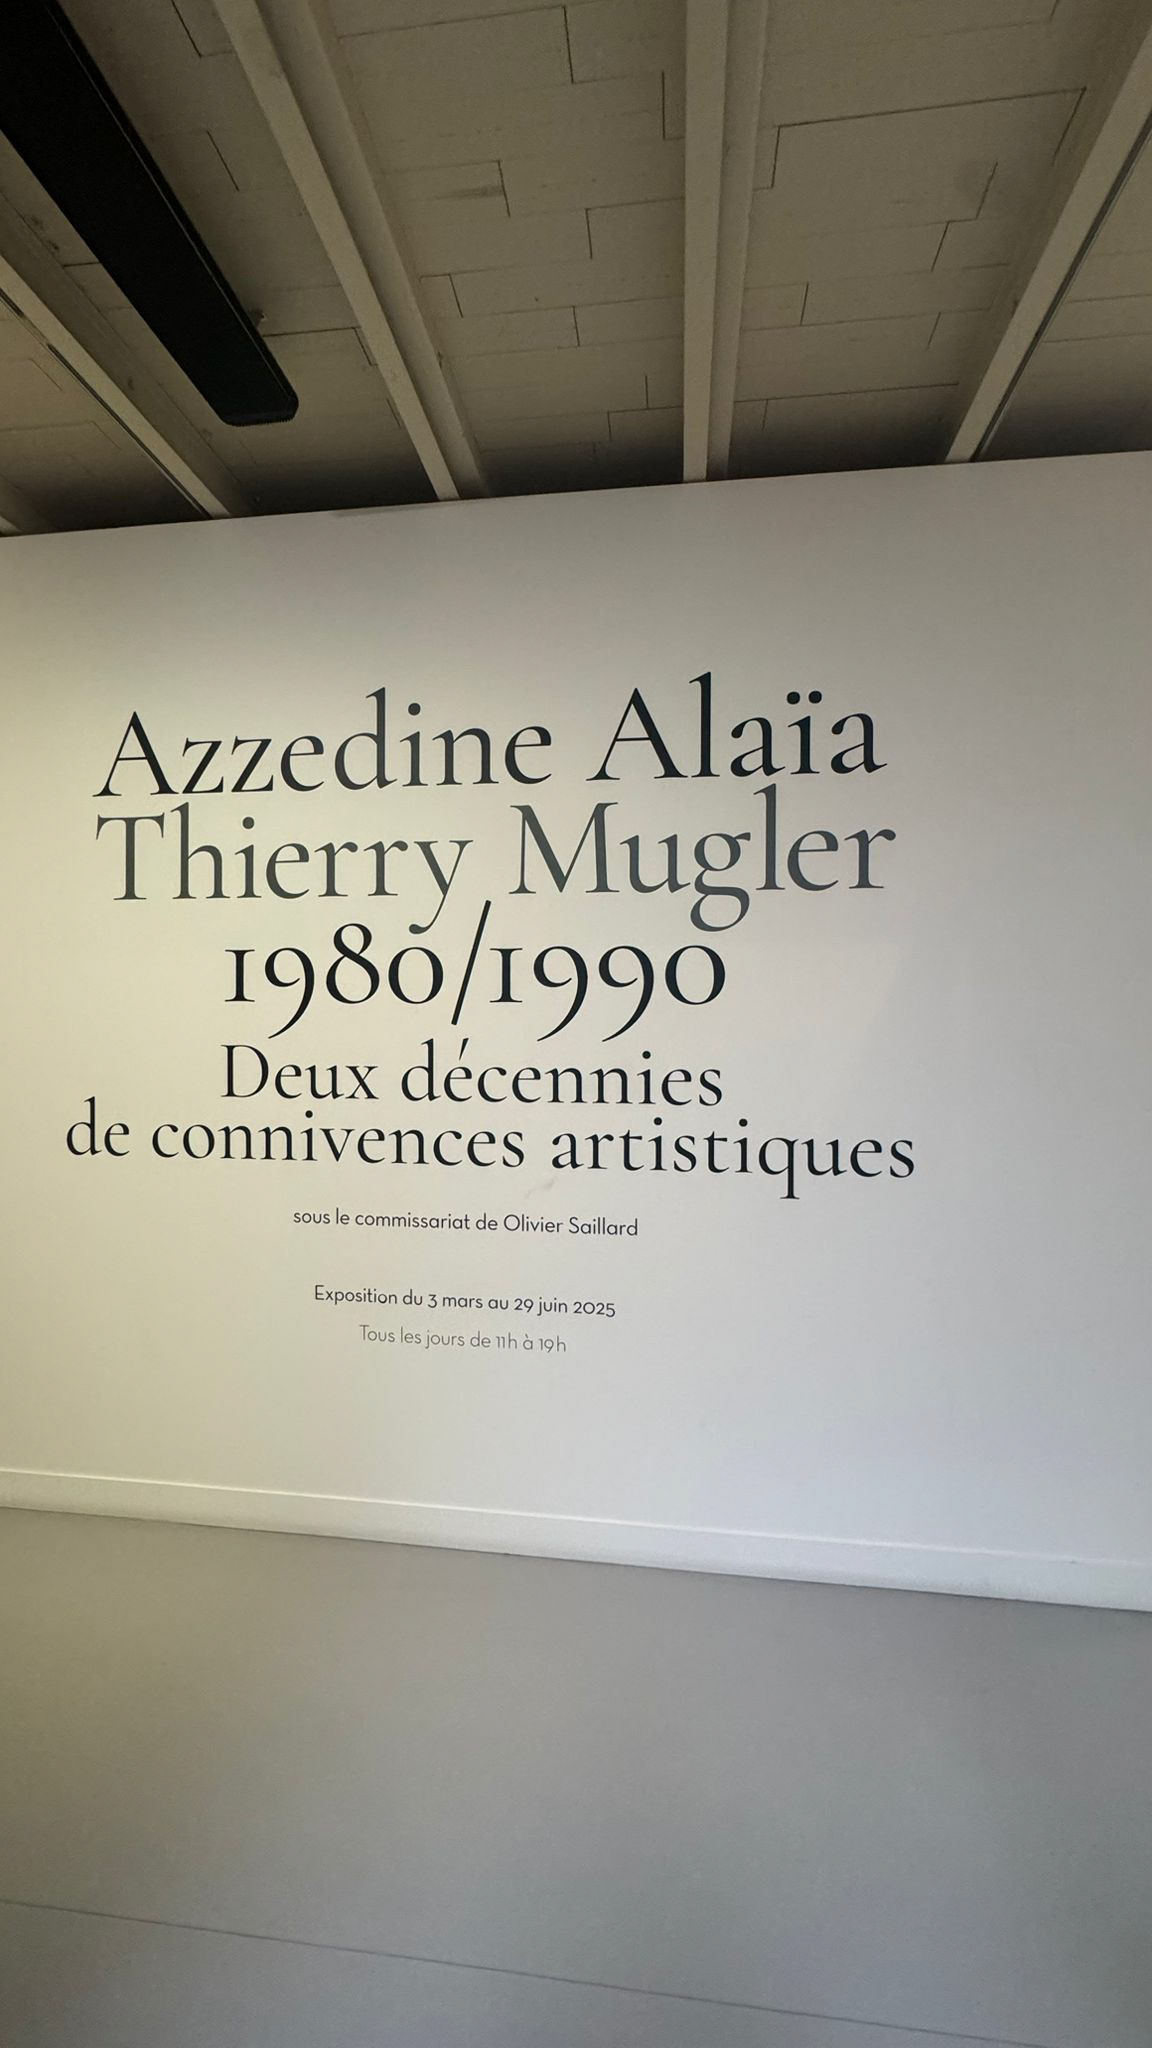 Azzedine Alaïa
Thierry Mugler
1980/1990
Deux décennies
de connivences artistiques
sous le commissariat de Olivier Saillard
Exposition du 3 mars au 29 juin 2025
Tous les jours de 11h à 19h